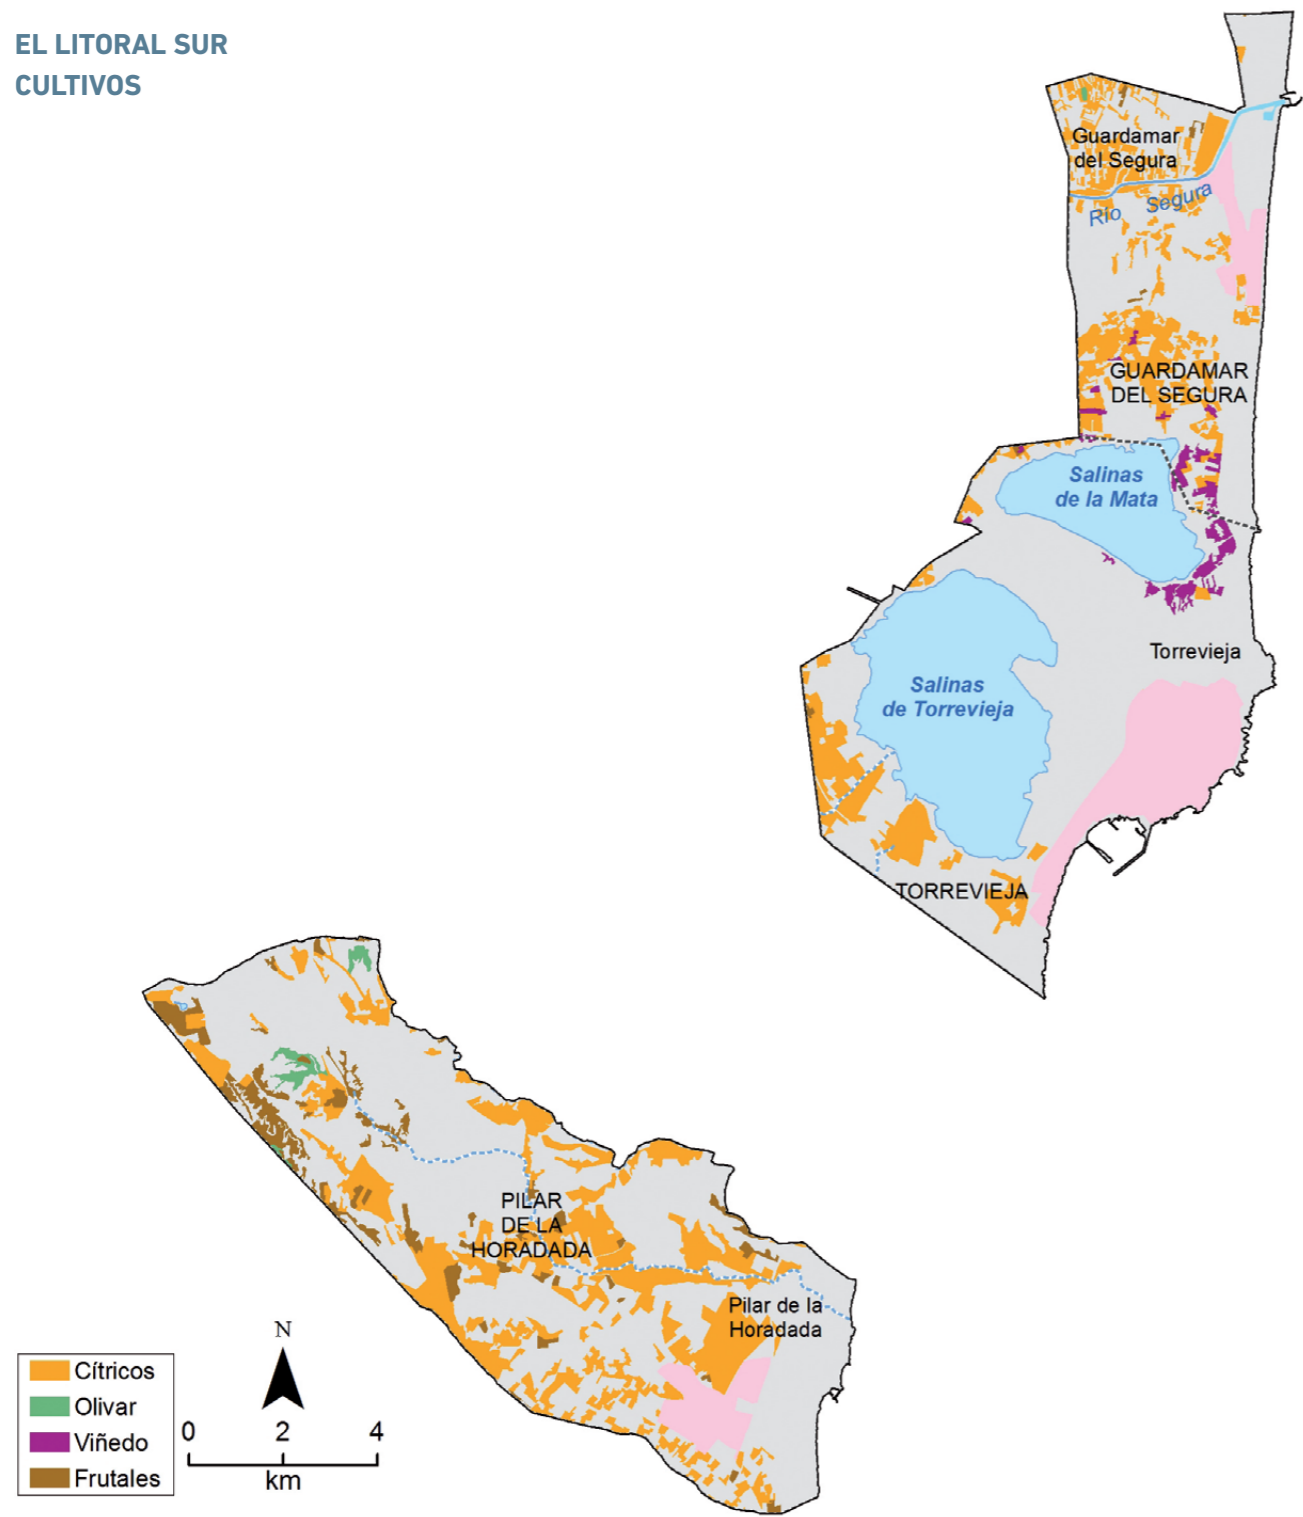 EL LITORAL SUR
CULTIVOS
Guardamar
del Segura
Río Segura
GUARDAMAR
DEL SEGURA
Salinas
de la Mata
Torrevieja
Salinas
de Torrevieja
TORREVIEJA
PILAR
DE LA
HORADADA
Pilar de la
Horadada
N
0 2 4
km
Cítricos
Olivar
Viñedo
Frutales